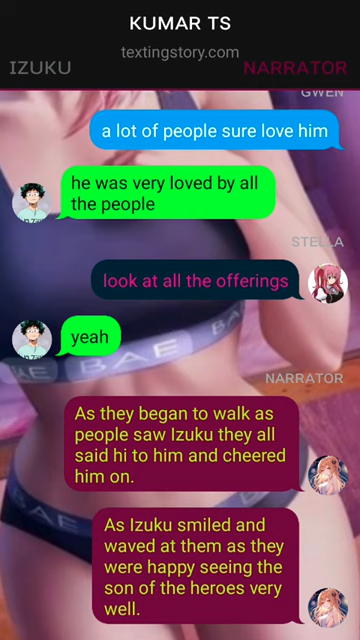 KUMAR TS
textingstory.com
IZUKU
NARRATOR
GWEN
a lot of people sure love him
he was very loved by all
the people
STELLA
look at all the offerings
yeah
BAE
BAE
NARRATOR
As they began to walk as
people saw Izuku they all
said hi to him and cheered
him on.
As Izuku smiled and
waved at them as they
were happy seeing the
son of the heroes very
well.
BAE